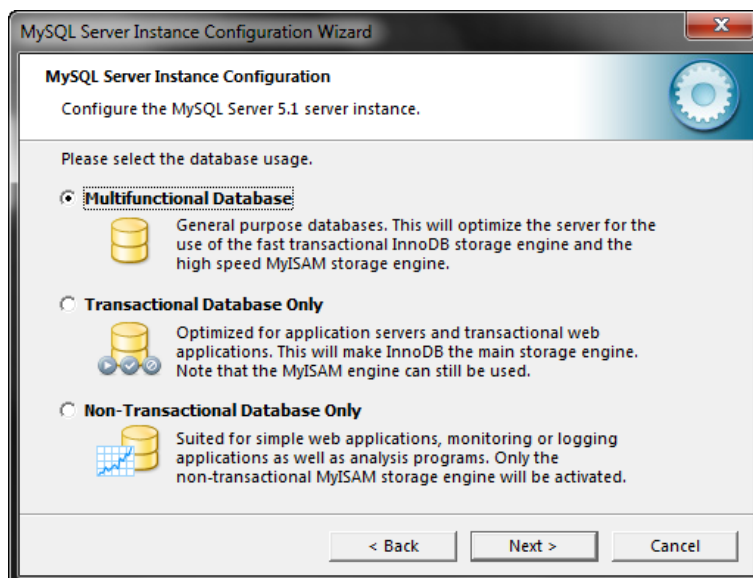 MySQL Server Instance Configuration Wizard
MySQL Server Instance Configuration
Configure the MySQL Server 5.1 server instance.
Please select the database usage.
Multifunctional Database
General purpose databases. This will optimize the server for the
use of the fast transactional InnoDB storage engine and the
high speed MyISAM storage engine.
Transactional Database Only
Optimized for application servers and transactional web
applications. This will make InnoDB the main storage engine.
Note that the MyISAM engine can still be used.
Non-Transactional Database Only
Suited for simple web applications, monitoring or logging
applications as well as analysis programs. Only the
non-transactional MyISAM storage engine will be activated.
< Back
Next >
Cancel